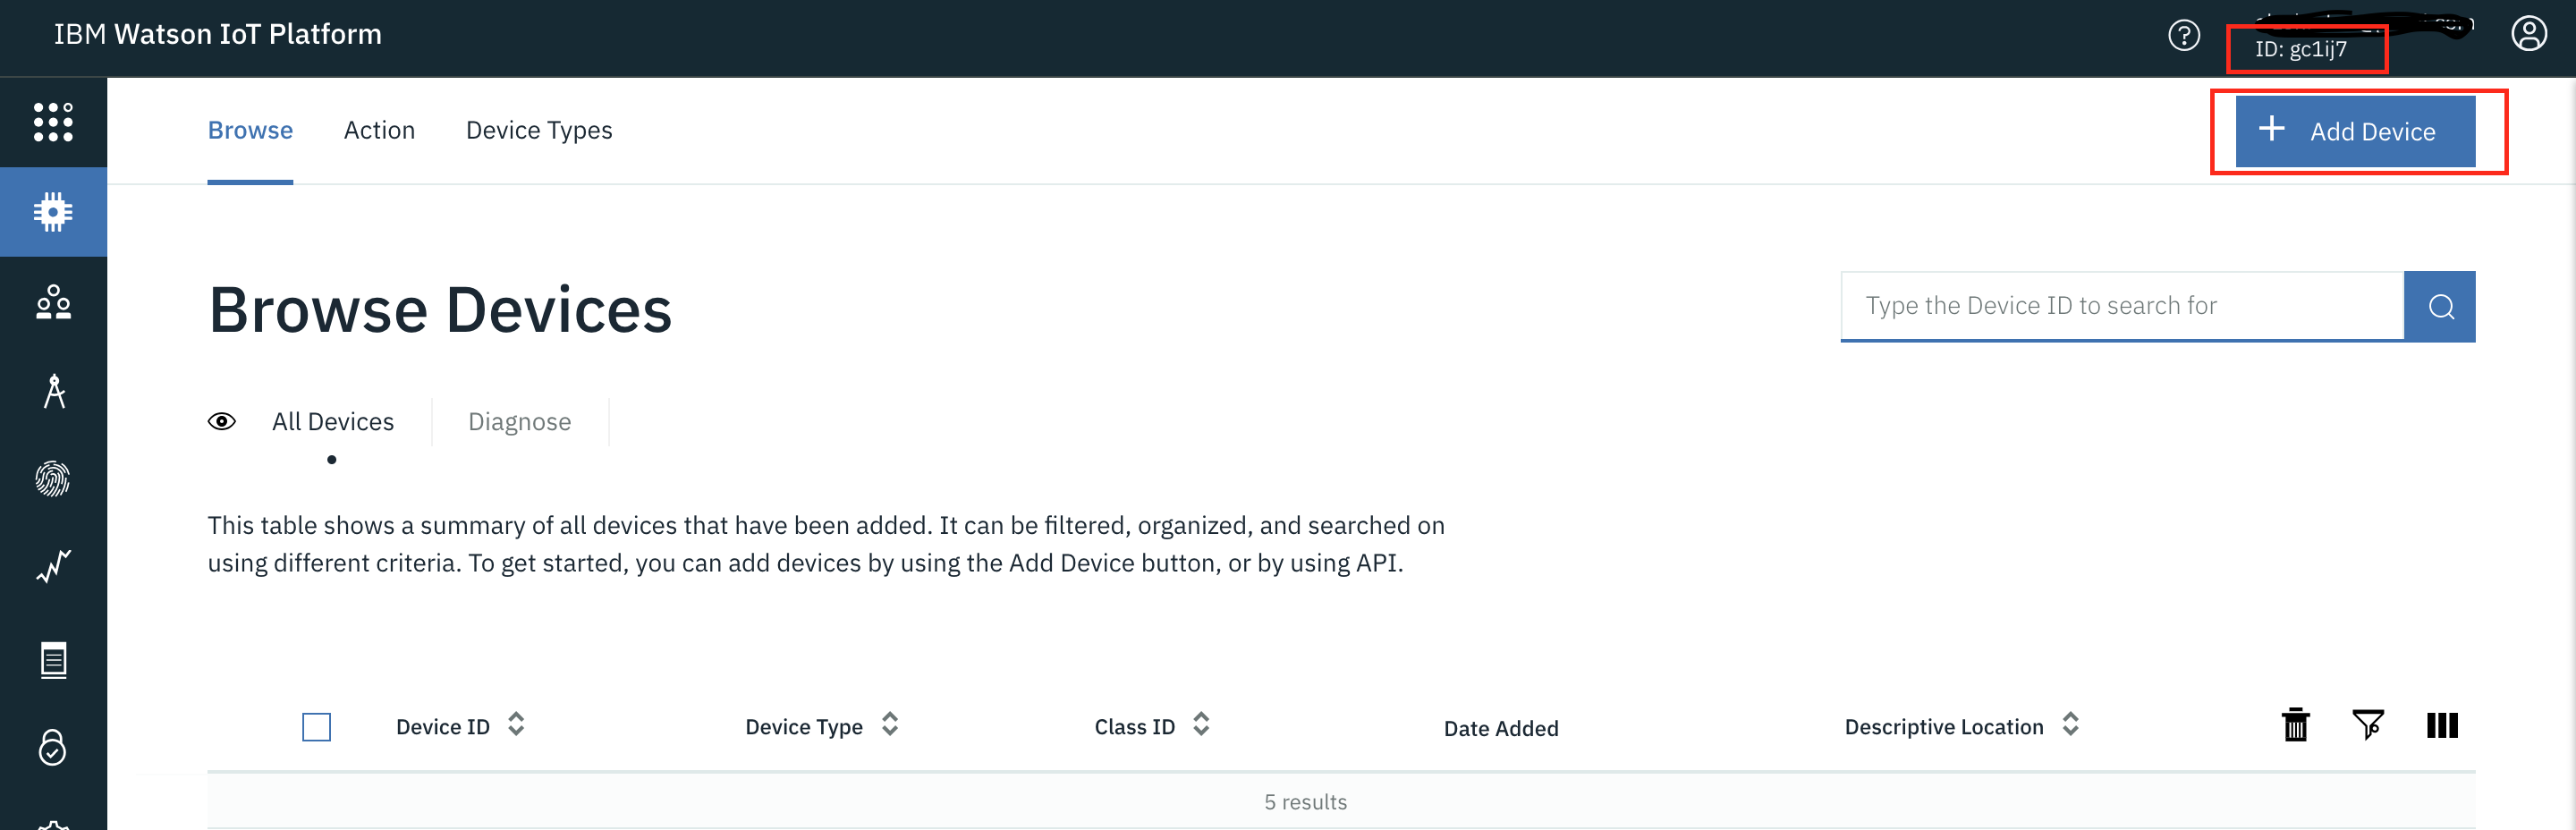 IBM Watson IoT Platform
ID: gc1ij7
Browse
Action
Device Types
+ Add Device
Browse Devices
Type the Device ID to search for
All Devices
Diagnose
This table shows a summary of all devices that have been added. It can be filtered, organized, and searched on
using different criteria. To get started, you can add devices by using the Add Device button, or by using API.
Device ID
Device Type
Class ID
Date Added
Descriptive Location
5 results